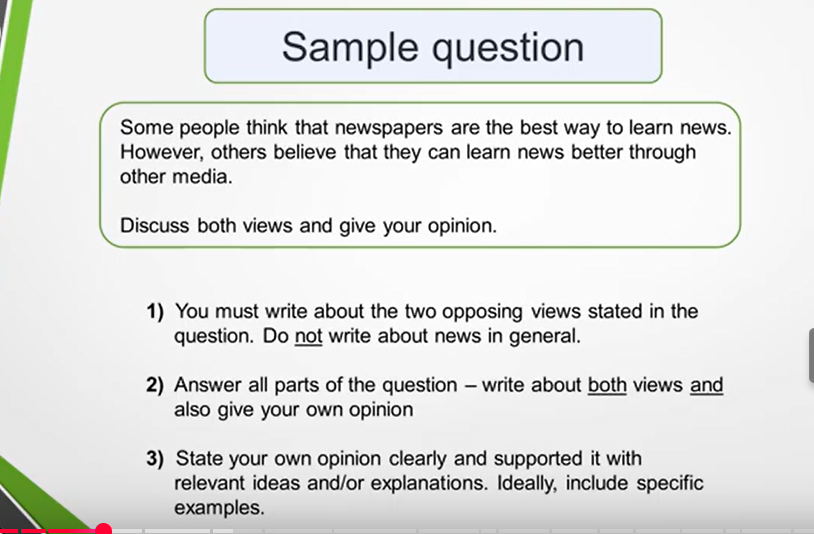 Sample question
Some people think that newspapers are the best way to learn news.
However, others believe that they can learn news better through
other media.
Discuss both views and give your opinion.
1) You must write about the two opposing views stated in the
question. Do not write about news in general.
2) Answer all parts of the question – write about both views and
also give your own opinion
3) State your own opinion clearly and supported it with
relevant ideas and/or explanations. Ideally, include specific
examples.